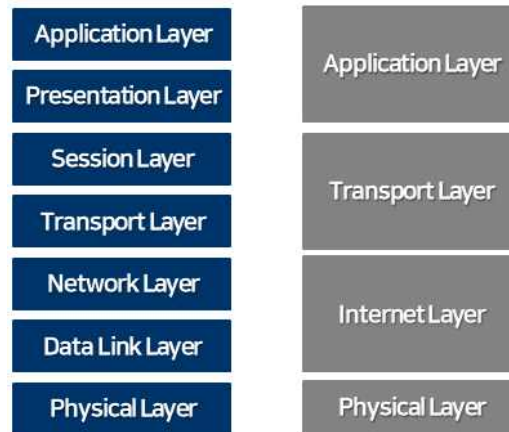 Application Layer
Presentation Layer
Session Layer
Transport Layer
Network Layer
Data Link Layer
Physical Layer
Application Layer
Transport Layer
Internet Layer
Physical Layer